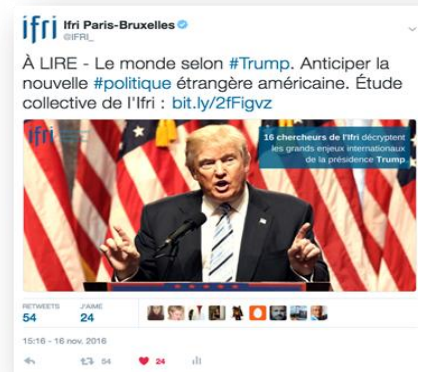 ifri Ifri Paris-Bruxelles
@IFRI_
À LIRE - Le monde selon #Trump. Anticiper la
nouvelle #politique étrangère américaine. Étude
collective de l'Ifri : bit.ly/2fFigvz
ifri
16 chercheurs de l'Ifri décryptent
les grands enjeux internationaux
de la présidence Trump
RETWEETS J'AIME
54 24
15:16 - 16 nov. 2016
54 24